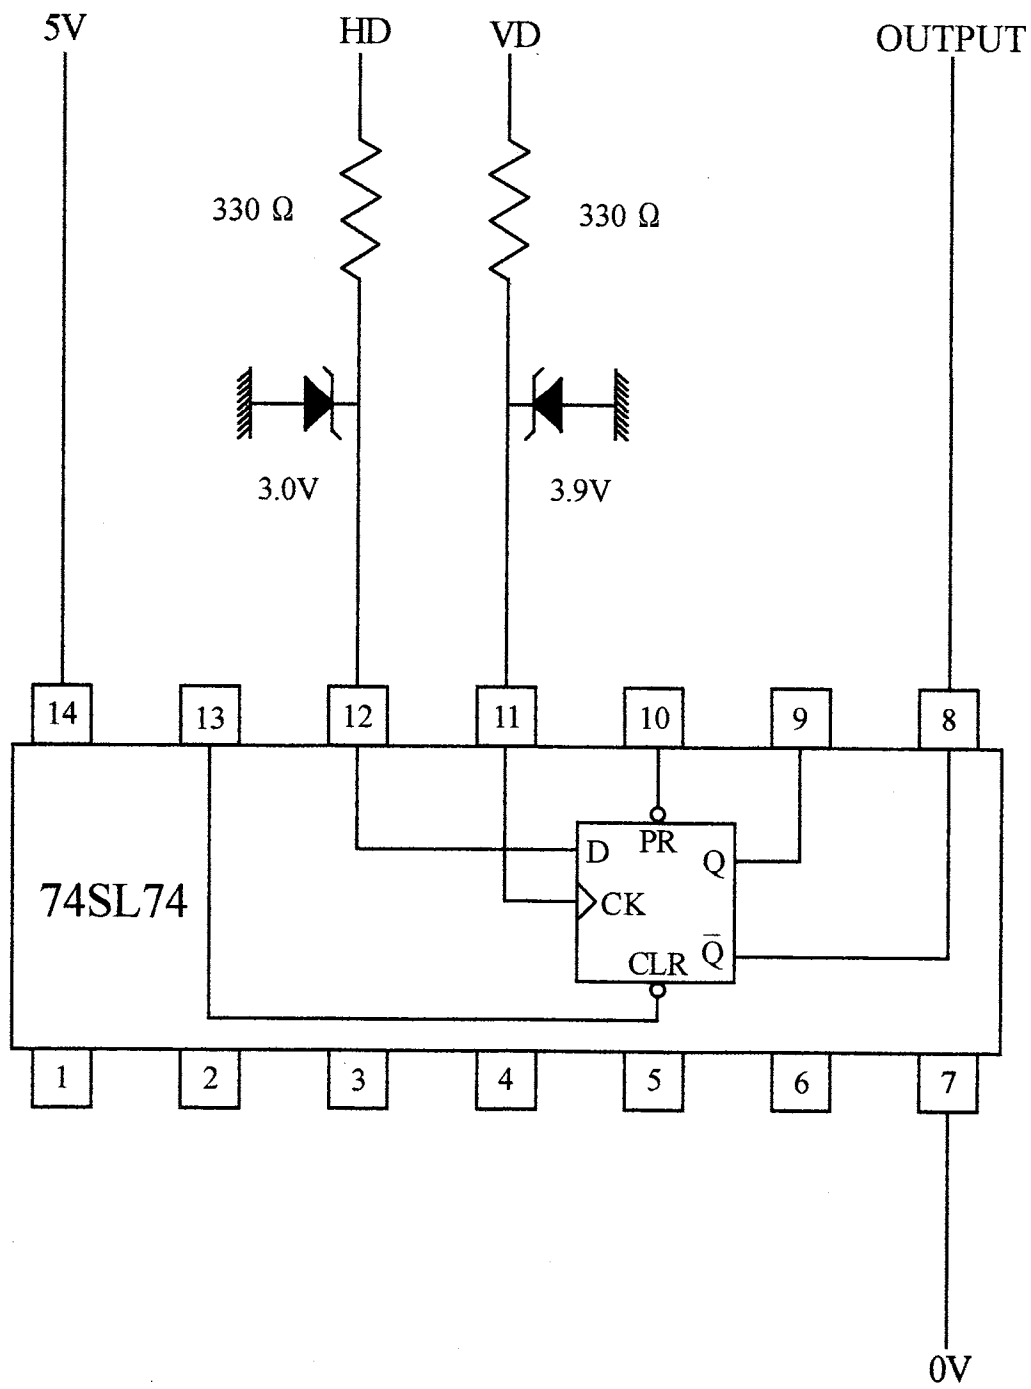 5V HD VD OUTPUT
330 Ω 330 Ω
3.0V 3.9V
14 13 12 11 10 9 8
D PR Q
74SL74 CK
CLR Q̅
1 2 3 4 5 6 7
0V